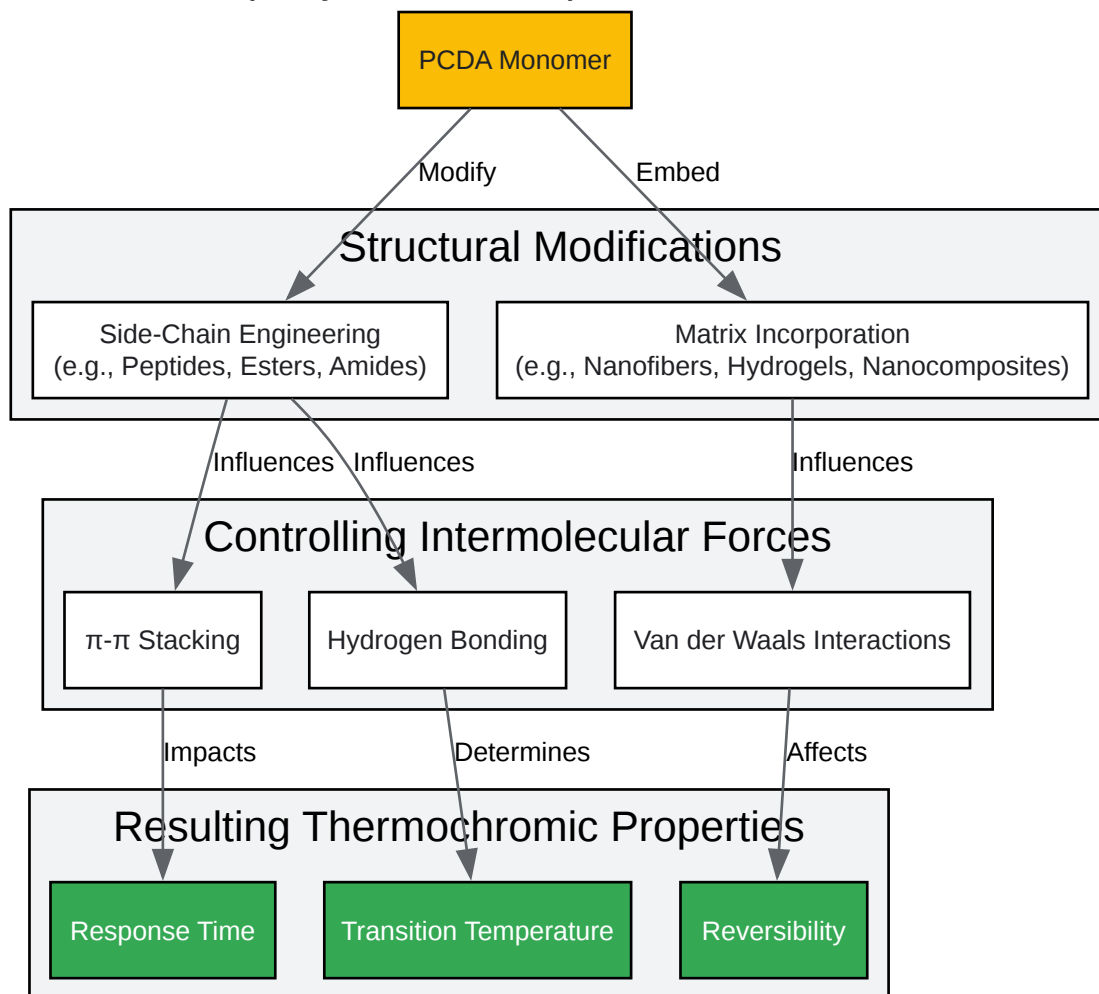 PCDA Monomer
Modify
Embed
Structural Modifications
Side-Chain Engineering
(e.g., Peptides, Esters, Amides)
Matrix Incorporation
(e.g., Nanofibers, Hydrogels, Nanocomposites)
Influences
Influences
Influences
Controlling Intermolecular Forces
π-π Stacking
Hydrogen Bonding
Van der Waals Interactions
Impacts
Determines
Affects
Resulting Thermochromic Properties
Response Time
Transition Temperature
Reversibility